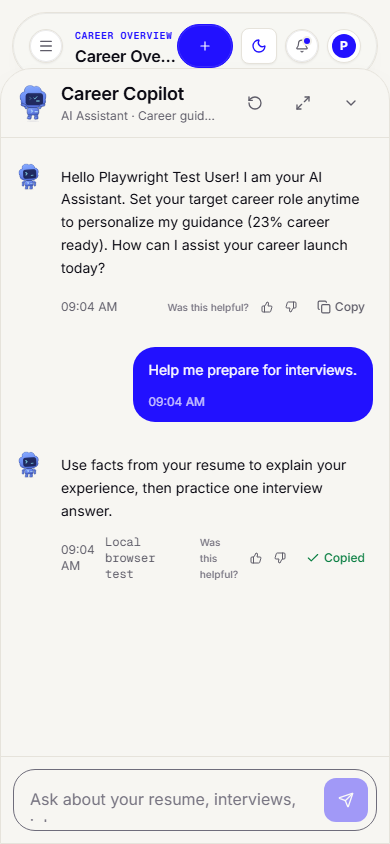 CAREER OVERVIEW
Career Ove...
P
Career Copilot
AI Assistant · Career guid...
Hello Playwright Test User! I am your AI
Assistant. Set your target career role anytime
to personalize my guidance (23% career
ready). How can I assist your career launch
today?
09:04 AM
Was this helpful?
Copy
Help me prepare for interviews.
09:04 AM
Use facts from your resume to explain your
experience, then practice one interview
answer.
09:04
AM
Local
browser
test
Was
this
helpful?
Copied
Ask about your resume, interviews,